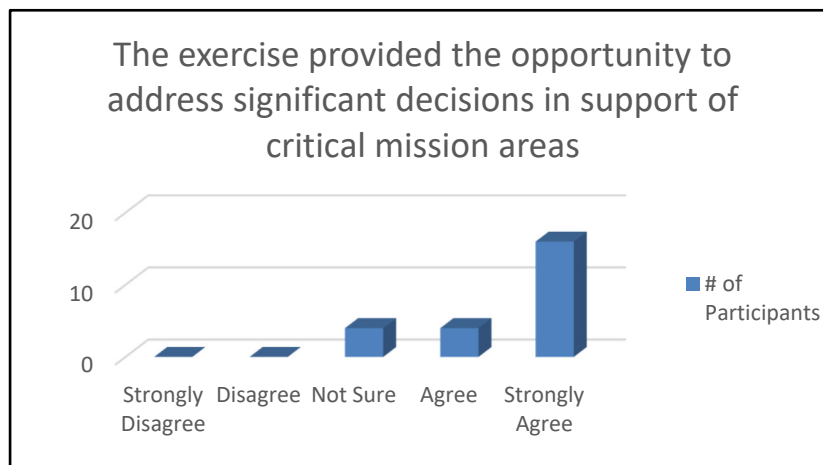 The exercise provided the opportunity to
address significant decisions in support of
critical mission areas
20
10
0
Strongly
Disagree
Disagree
Not Sure
Agree
Strongly
Agree
# of
Participants